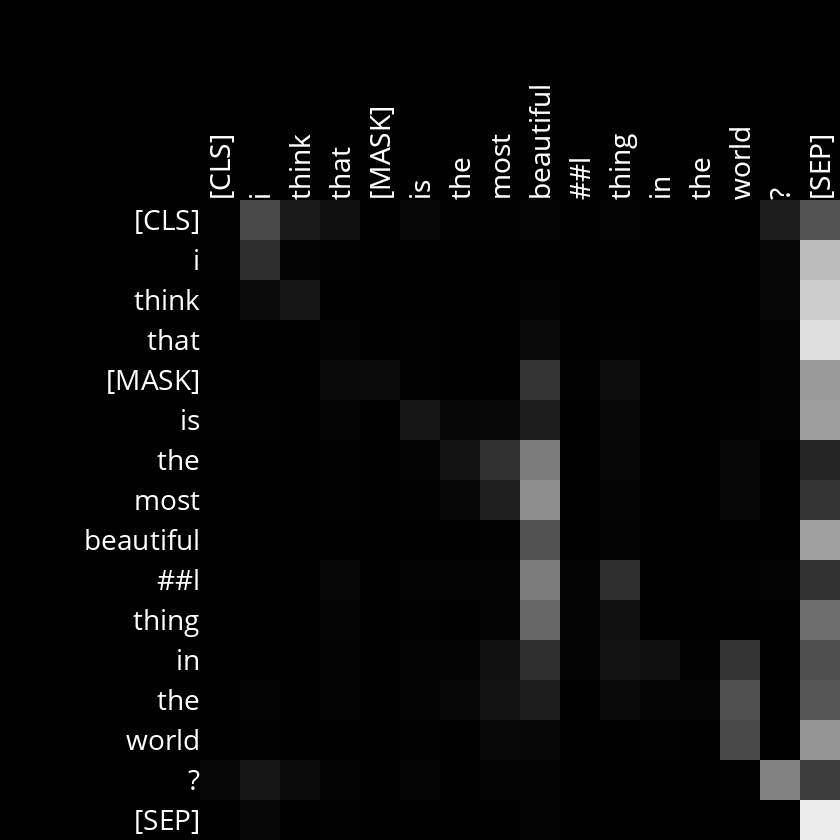 [CLS] i think that [MASK] is the most beautiful ##l thing in the world ? [SEP]
[CLS]
i
think
that
[MASK]
is
the
most
beautiful
##l
thing
in
the
world
?
[SEP]